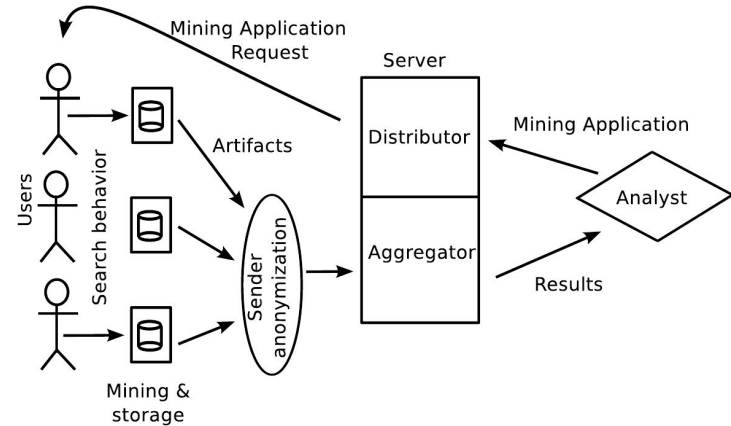 Mining Application
Request
Server
Distributor
Mining Application
Artifacts
Users
Search behavior
Analyst
Sender
anonymization
Aggregator
Results
Mining &
storage